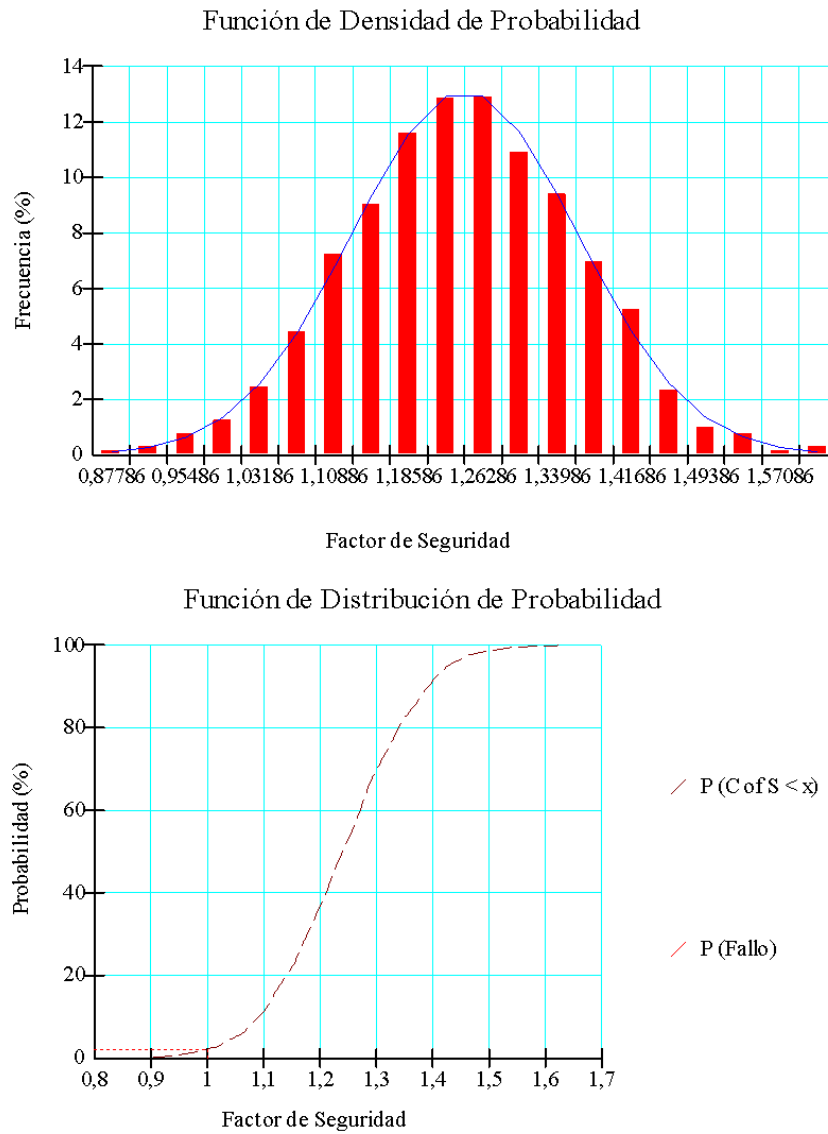 Función de Densidad de Probabilidad
14
12
10
8
6
4
2
0
Frecuencia (%)
0,87786 0,95486 1,03186 1,10886 1,18586 1,26286 1,33986 1,41686 1,49386 1,57086
Factor de Seguridad
Función de Distribución de Probabilidad
100
80
60
40
20
0
Probabilidad (%)
0,8 0,9 1 1,1 1,2 1,3 1,4 1,5 1,6 1,7
Factor de Seguridad
P (C of S < x)
P (Fallo)